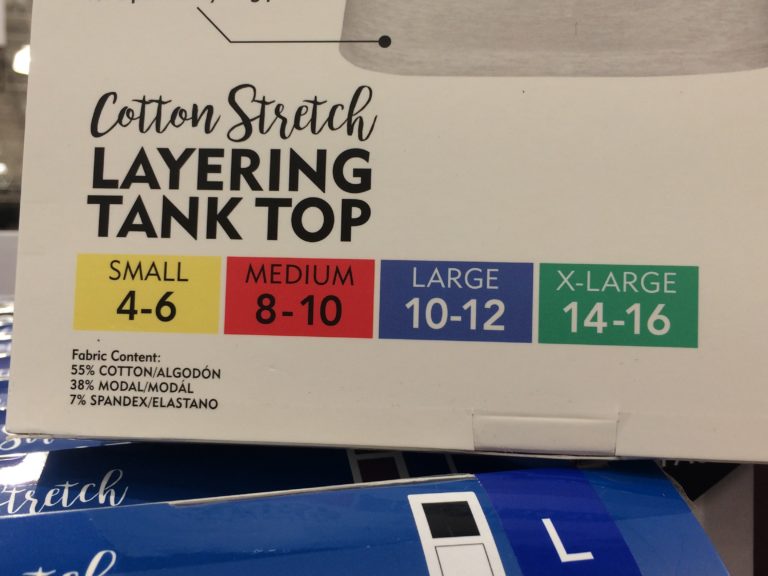 Cotton Stretch
LAYERING
TANK TOP
SMALL
4-6
MEDIUM
8-10
LARGE
10-12
X-LARGE
14-16
Fabric Content:
55% COTTON/ALGODÓN
38% MODAL/MODÁL
7% SPANDEX/ELASTANO
tretch
L